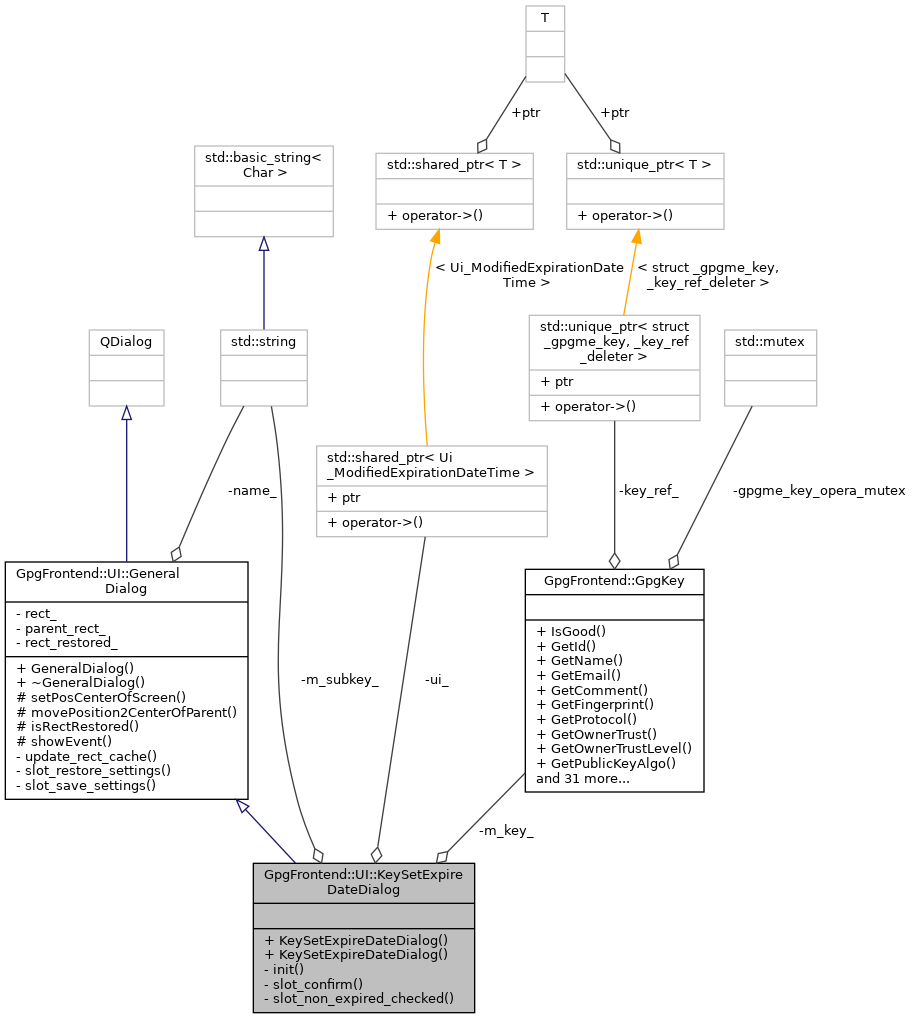 T
+ptr
+ptr
std::basic_string<
Char >
std::shared_ptr< T >
+ operator->()
std::unique_ptr< T >
+ operator->()
< Ui_ModifiedExpirationDate
Time >
< struct _gpgme_key,
_key_ref_deleter >
QDialog
std::string
std::unique_ptr< struct
_gpgme_key, _key_ref
_deleter >
+ ptr
+ operator->()
std::mutex
std::shared_ptr< Ui
_ModifiedExpirationDateTime >
+ ptr
+ operator->()
-name_
-key_ref_
-gpgme_key_opera_mutex
GpgFrontend::UI::General
Dialog
- rect_
- parent_rect_
- rect_restored_
+ GeneralDialog()
+ ~GeneralDialog()
# setPosCenterOfScreen()
# movePosition2CenterOfParent()
# isRectRestored()
# showEvent()
- update_rect_cache()
- slot_restore_settings()
- slot_save_settings()
-m_subkey_
-ui_
GpgFrontend::GpgKey
+ IsGood()
+ GetId()
+ GetName()
+ GetEmail()
+ GetComment()
+ GetFingerprint()
+ GetProtocol()
+ GetOwnerTrust()
+ GetOwnerTrustLevel()
+ GetPublicKeyAlgo()
and 31 more...
-m_key_
GpgFrontend::UI::KeySetExpire
DateDialog
+ KeySetExpireDateDialog()
+ KeySetExpireDateDialog()
- init()
- slot_confirm()
- slot_non_expired_checked()